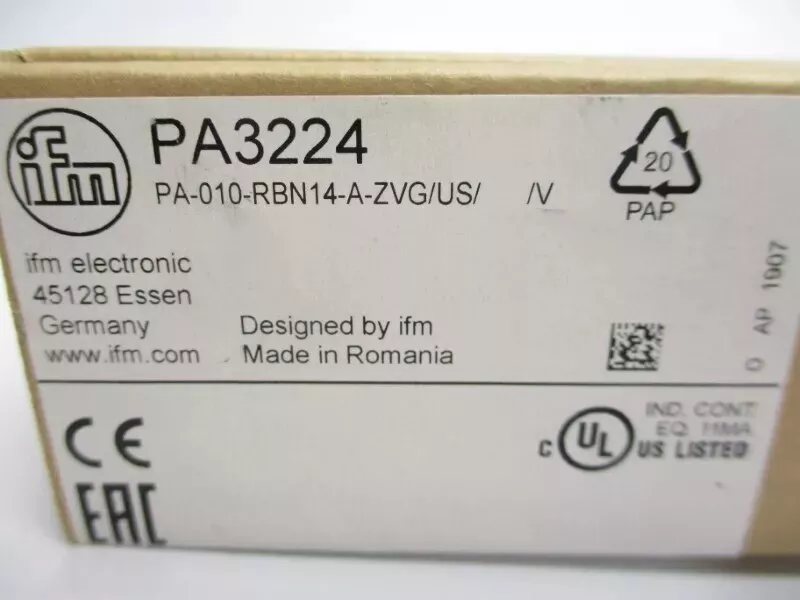 ifm
PA3224
PA-010-RBN14-A-ZVG/US/ /V
20
PAP
ifm electronic
45128 Essen
Germany
www.ifm.com
Designed by ifm
Made in Romania
O AP 1907
CE
EAC
C UL US LISTED
IND. CONT.
EQ. 11MA